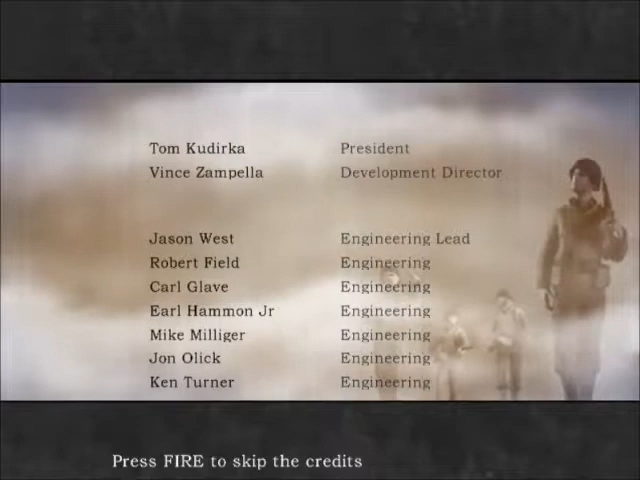 Tom Kudirka President
Vince Zampella Development Director
Jason West Engineering Lead
Robert Field Engineering
Carl Glave Engineering
Earl Hammon Jr Engineering
Mike Milliger Engineering
Jon Olick Engineering
Ken Turner Engineering
Press FIRE to skip the credits